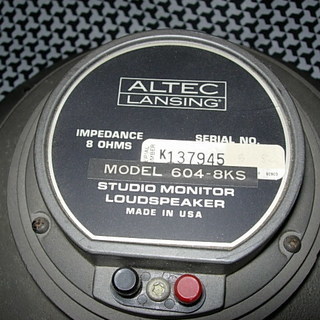 ALTEC
LANSING®
IMPEDANCE SERIAL NO.
8 OHMS K137945
MODEL 604-8KS
STUDIO MONITOR
LOUDSPEAKER
MADE IN USA